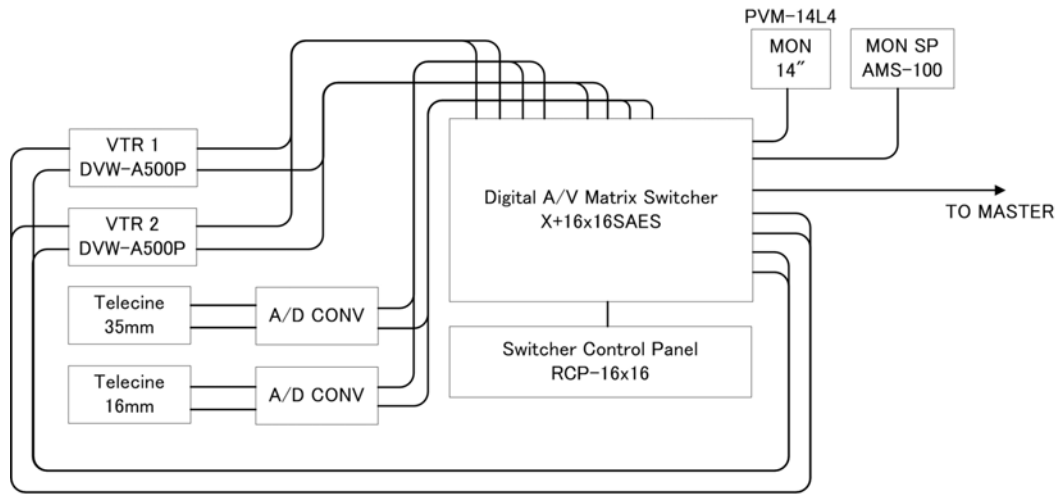 PVM-14L4
MON
14″
MON SP
AMS-100
VTR 1
DVW-A500P
VTR 2
DVW-A500P
Digital A/V Matrix Switcher
X+16x16SAES
TO MASTER
Telecine
35mm
A/D CONV
Switcher Control Panel
RCP-16x16
Telecine
16mm
A/D CONV